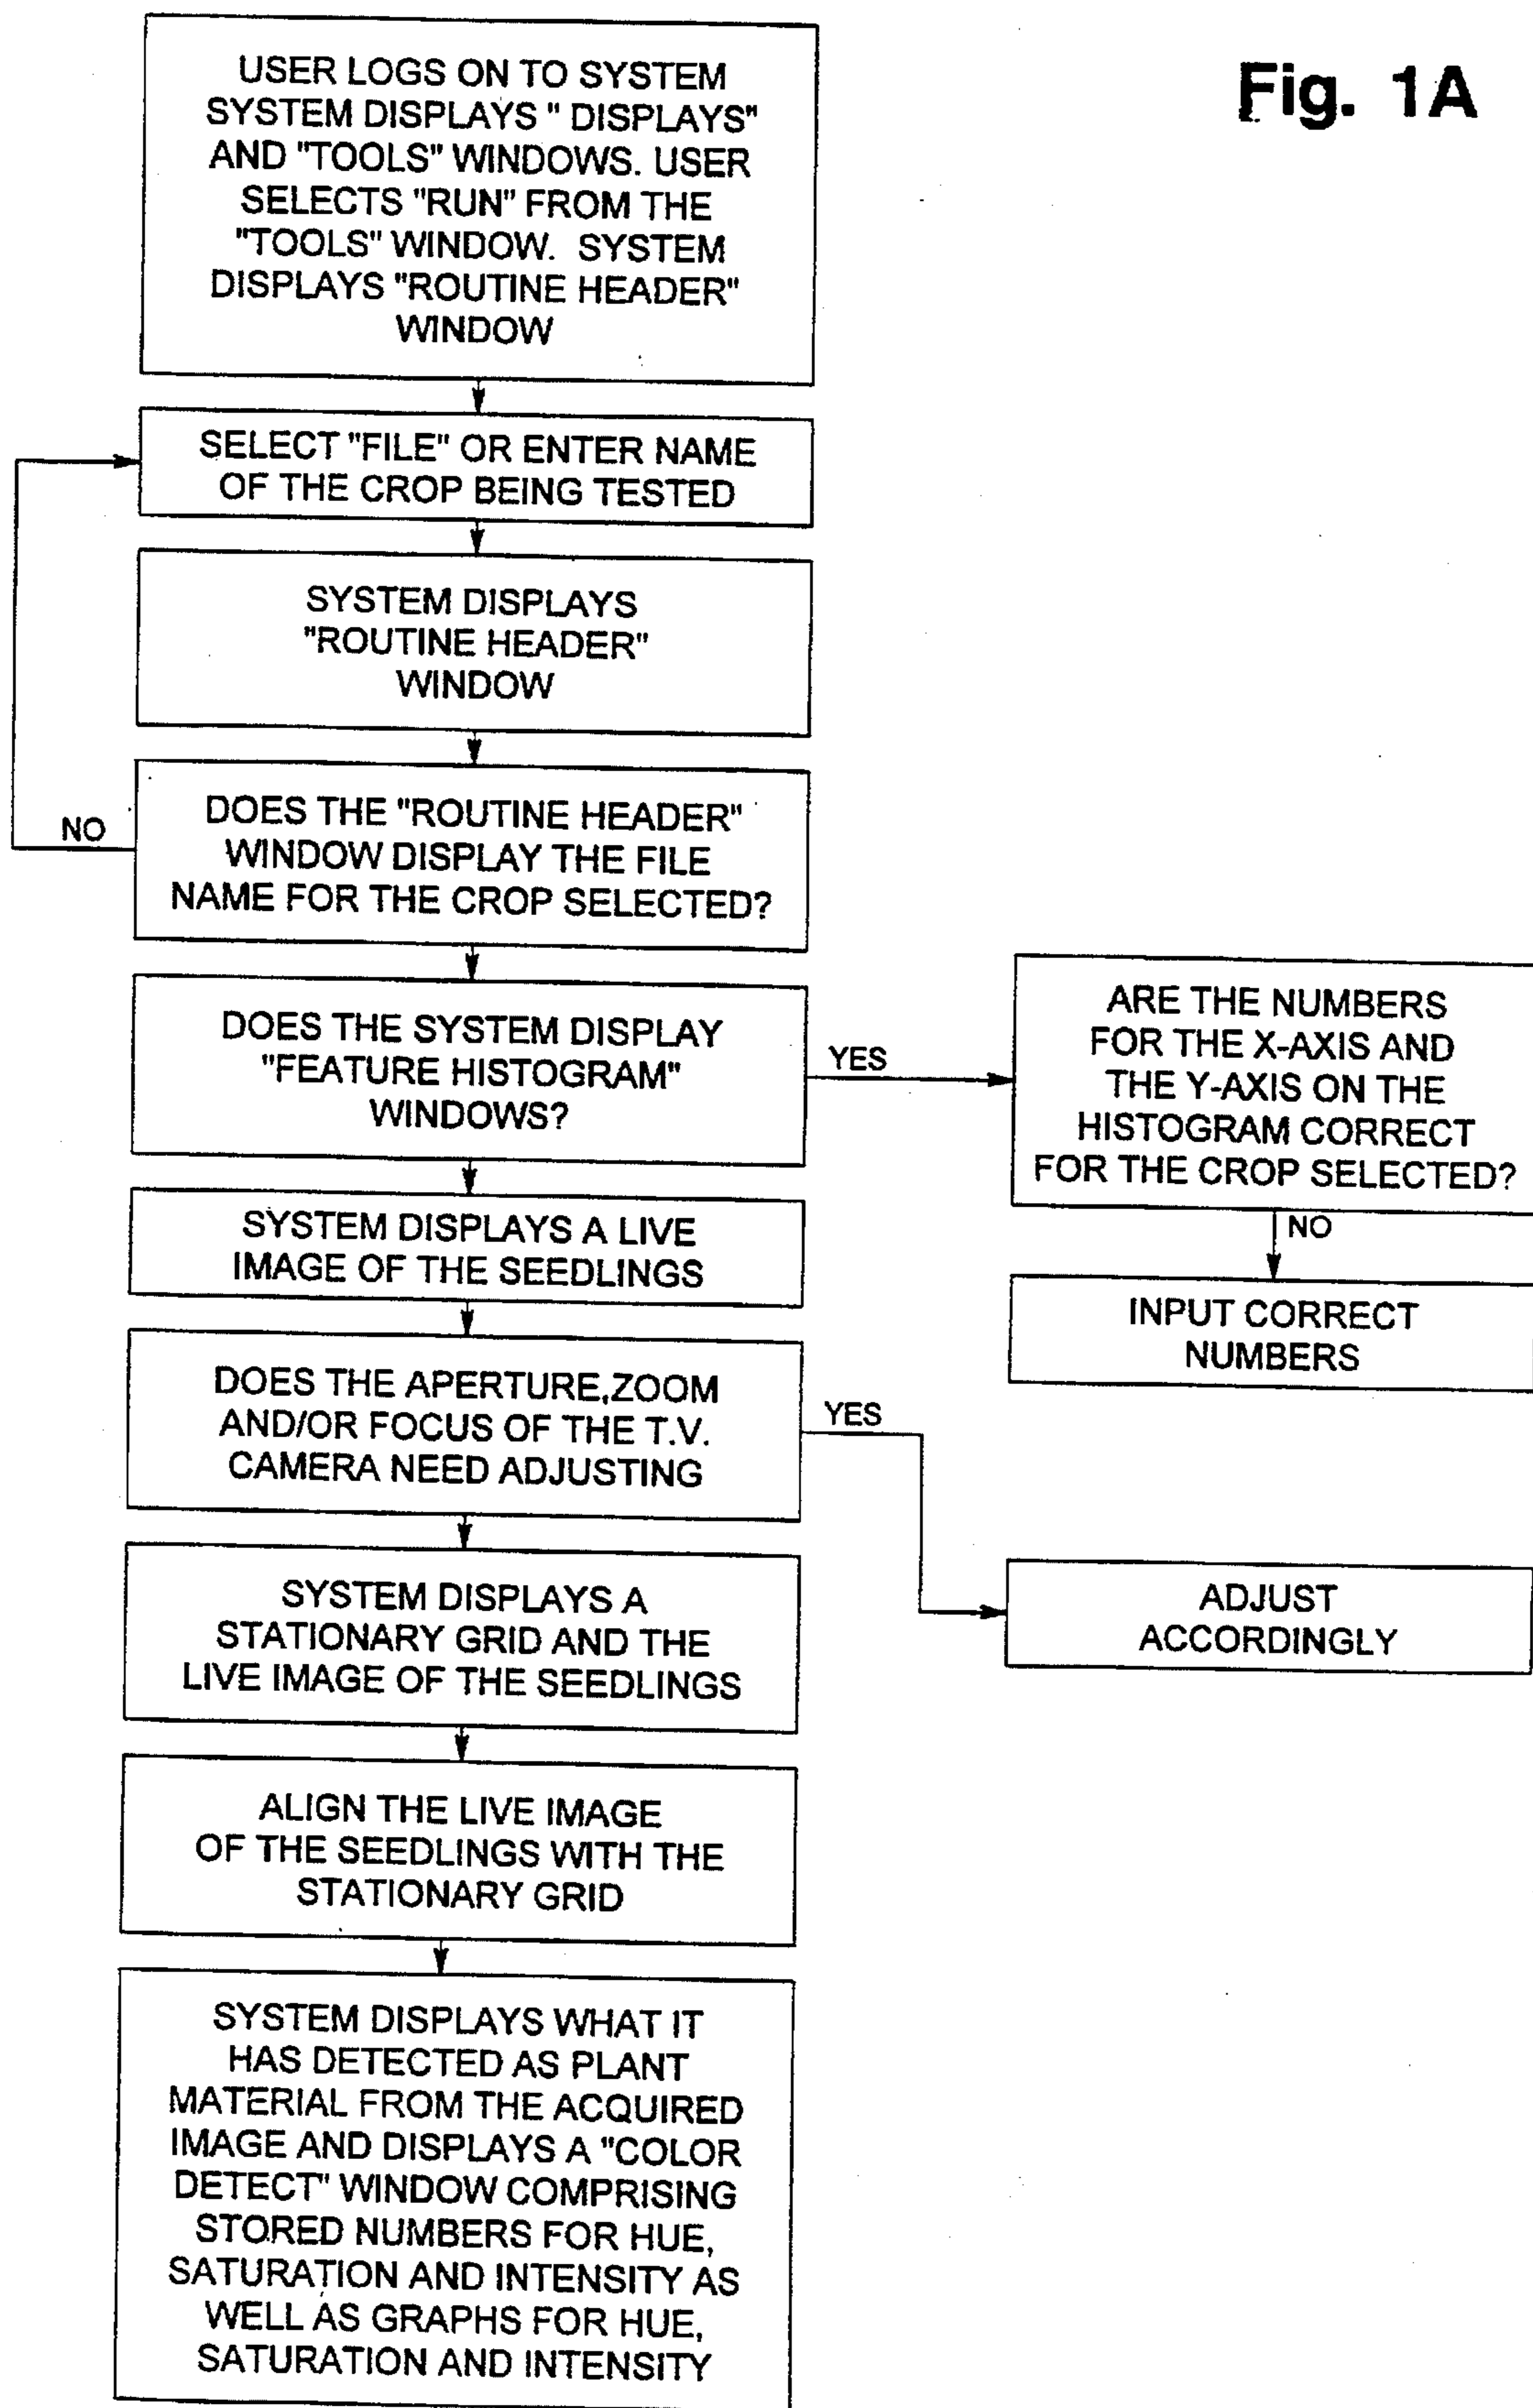 Fig. 1A
USER LOGS ON TO SYSTEM
SYSTEM DISPLAYS " DISPLAYS"
AND "TOOLS" WINDOWS. USER
SELECTS "RUN" FROM THE
"TOOLS" WINDOW. SYSTEM
DISPLAYS "ROUTINE HEADER"
WINDOW
SELECT "FILE" OR ENTER NAME
OF THE CROP BEING TESTED
SYSTEM DISPLAYS
"ROUTINE HEADER"
WINDOW
DOES THE "ROUTINE HEADER"
WINDOW DISPLAY THE FILE
NAME FOR THE CROP SELECTED?
NO
DOES THE SYSTEM DISPLAY
"FEATURE HISTOGRAM"
WINDOWS?
YES
ARE THE NUMBERS
FOR THE X-AXIS AND
THE Y-AXIS ON THE
HISTOGRAM CORRECT
FOR THE CROP SELECTED?
NO
INPUT CORRECT
NUMBERS
SYSTEM DISPLAYS A LIVE
IMAGE OF THE SEEDLINGS
DOES THE APERTURE,ZOOM
AND/OR FOCUS OF THE T.V.
CAMERA NEED ADJUSTING
YES
ADJUST
ACCORDINGLY
SYSTEM DISPLAYS A
STATIONARY GRID AND THE
LIVE IMAGE OF THE SEEDLINGS
ALIGN THE LIVE IMAGE
OF THE SEEDLINGS WITH THE
STATIONARY GRID
SYSTEM DISPLAYS WHAT IT
HAS DETECTED AS PLANT
MATERIAL FROM THE ACQUIRED
IMAGE AND DISPLAYS A "COLOR
DETECT" WINDOW COMPRISING
STORED NUMBERS FOR HUE,
SATURATION AND INTENSITY AS
WELL AS GRAPHS FOR HUE,
SATURATION AND INTENSITY